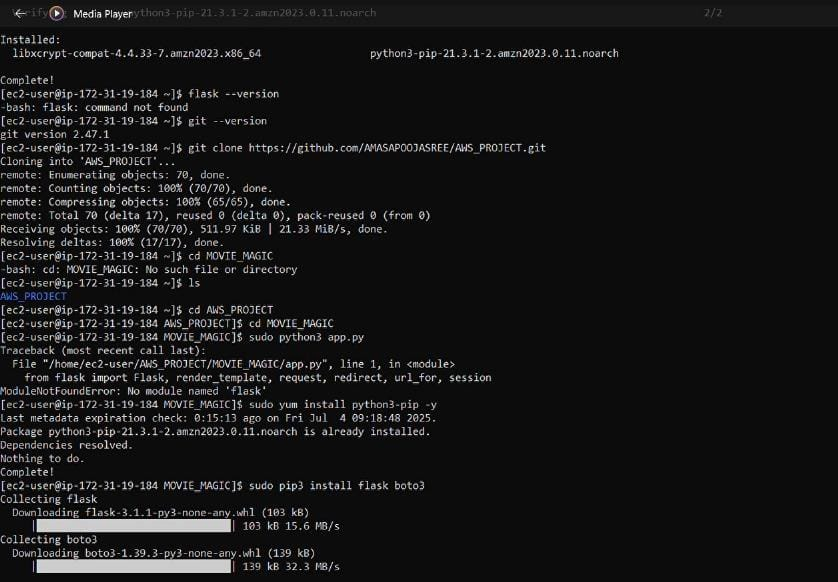 Verifying python3-pip-21.3.1-2.amzn2023.0.11.noarch 2/2
Media Player
Installed:
libxcrypt-compat-4.4.33-7.amzn2023.x86_64 python3-pip-21.3.1-2.amzn2023.0.11.noarch
Complete!
[ec2-user@ip-172-31-19-184 ~]$ flask --version
-bash: flask: command not found
[ec2-user@ip-172-31-19-184 ~]$ git --version
git version 2.47.1
[ec2-user@ip-172-31-19-184 ~]$ git clone https://github.com/AMASAPOOJASREE/AWS_PROJECT.git
Cloning into 'AWS_PROJECT'...
remote: Enumerating objects: 70, done.
remote: Counting objects: 100% (70/70), done.
remote: Compressing objects: 100% (65/65), done.
remote: Total 70 (delta 17), reused 0 (delta 0), pack-reused 0 (from 0)
Receiving objects: 100% (70/70), 511.97 KiB | 21.33 MiB/s, done.
Resolving deltas: 100% (17/17), done.
[ec2-user@ip-172-31-19-184 ~]$ cd MOVIE_MAGIC
-bash: cd: MOVIE_MAGIC: No such file or directory
[ec2-user@ip-172-31-19-184 ~]$ ls
AWS_PROJECT
[ec2-user@ip-172-31-19-184 ~]$ cd AWS_PROJECT
[ec2-user@ip-172-31-19-184 AWS_PROJECT]$ cd MOVIE_MAGIC
[ec2-user@ip-172-31-19-184 MOVIE_MAGIC]$ sudo python3 app.py
Traceback (most recent call last):
File "/home/ec2-user/AWS_PROJECT/MOVIE_MAGIC/app.py", line 1, in <module>
from flask import Flask, render_template, request, redirect, url_for, session
ModuleNotFoundError: No module named 'flask'
[ec2-user@ip-172-31-19-184 MOVIE_MAGIC]$ sudo yum install python3-pip -y
Last metadata expiration check: 0:15:13 ago on Fri Jul 4 09:18:48 2025.
Package python3-pip-21.3.1-2.amzn2023.0.11.noarch is already installed.
Dependencies resolved.
Nothing to do.
Complete!
[ec2-user@ip-172-31-19-184 MOVIE_MAGIC]$ sudo pip3 install flask boto3
Collecting flask
Downloading flask-3.1.1-py3-none-any.whl (103 kB)
| | 103 kB 15.6 MB/s
Collecting boto3
Downloading boto3-1.39.3-py3-none-any.whl (139 kB)
| | 139 kB 32.3 MB/s